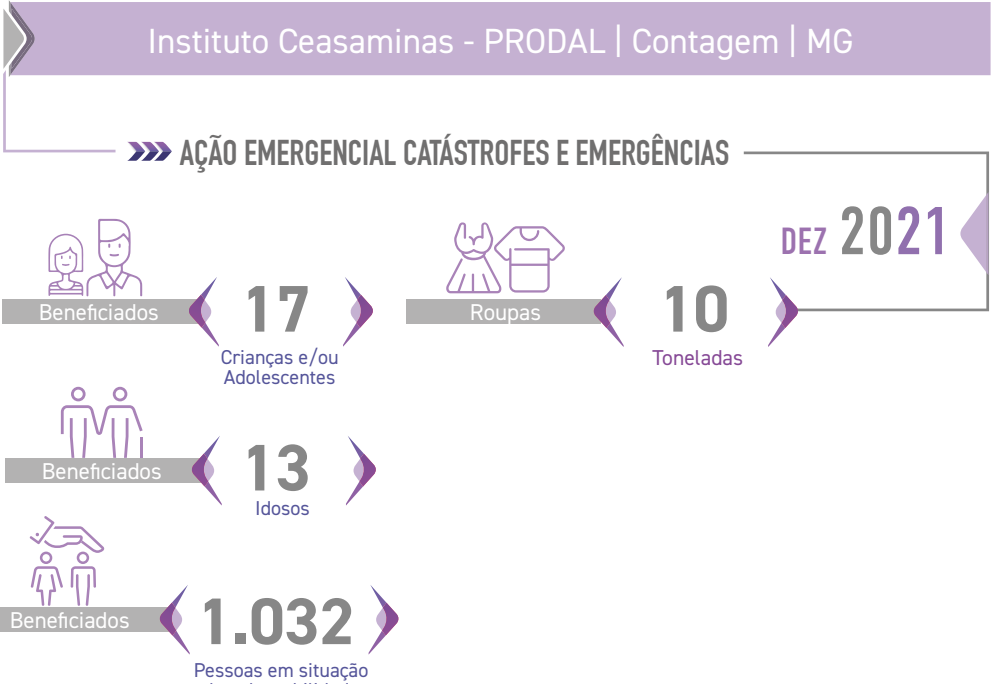 Instituto Ceasaminas - PRODAL | Contagem | MG
AÇÃO EMERGENCIAL CATÁSTROFES E EMERGÊNCIAS
DEZ 2021
Beneficiados
17
Crianças e/ou
Adolescentes
Roupas
10
Toneladas
Beneficiados
13
Idosos
Beneficiados
1.032
Pessoas em situação